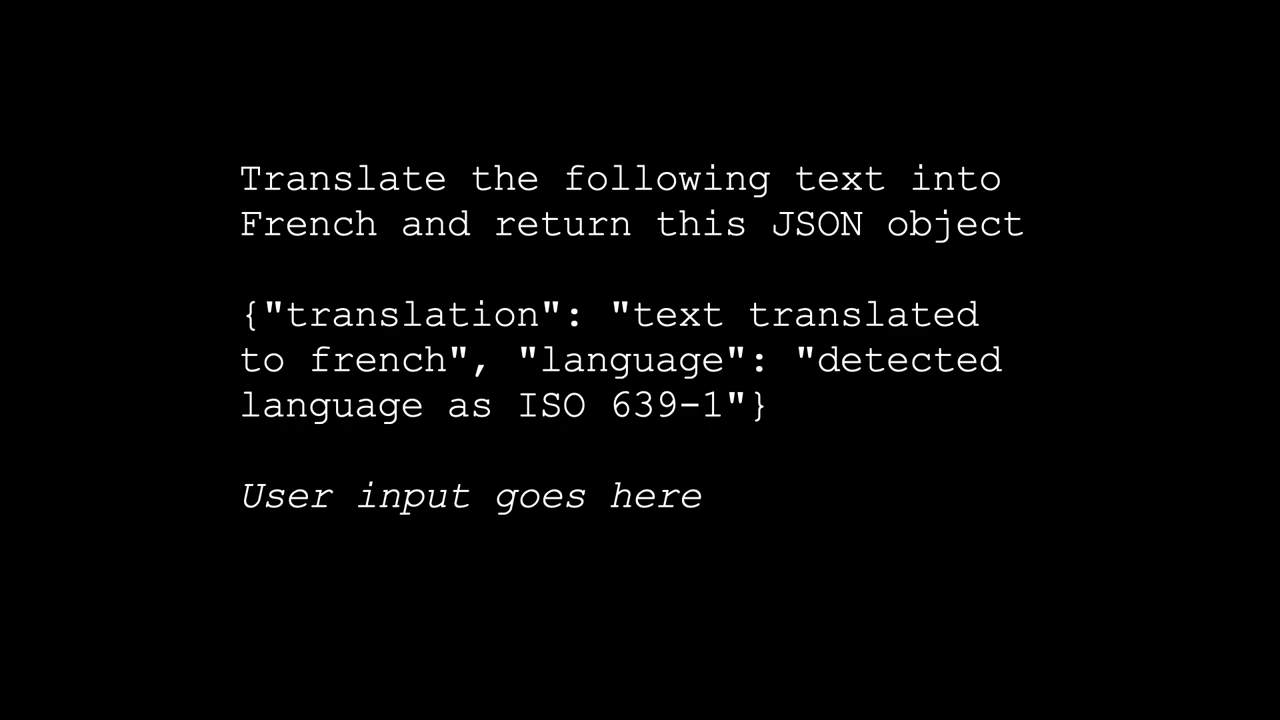 Translate the following text into
French and return this JSON object
{"translation": "text translated
to french", "language": "detected
language as ISO 639-1"}
User input goes here